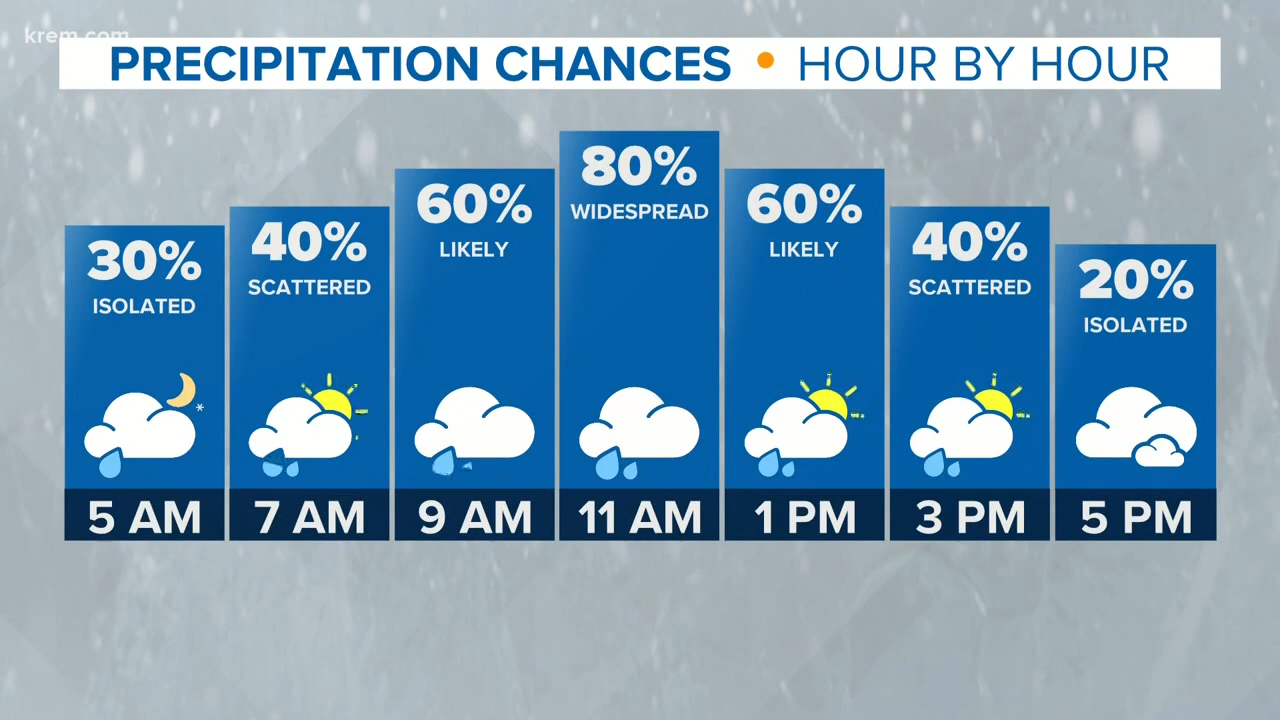 krem.com
PRECIPITATION CHANCES • HOUR BY HOUR
30%
ISOLATED
5 AM
40%
SCATTERED
7 AM
60%
LIKELY
9 AM
80%
WIDESPREAD
11 AM
60%
LIKELY
1 PM
40%
SCATTERED
3 PM
20%
ISOLATED
5 PM